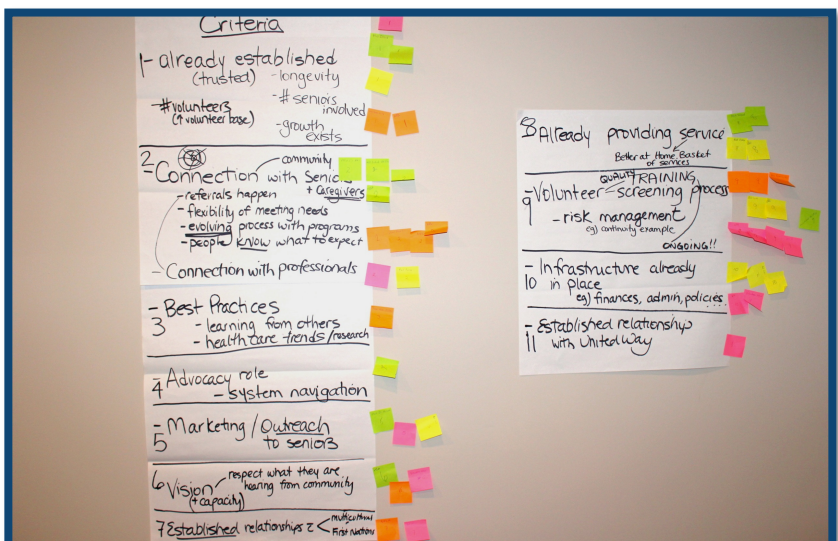 Criteria
1- already established
(trusted) - longevity
- # seniors
involved
- # volunteers
(↑ volunteer base)
- growth
exists
2
community
- Connection with Seniors
+ caregivers
- referrals happen
- flexibility of meeting needs
- evolving process with programs
- people know what to expect
- Connection with professionals
- Best Practices
3
- learning from others
- health care trends/research
4 Advocacy role
- system navigation
- Marketing / Outreach
5
to seniors
6 Vision
(+ capacity)
respect what they are
hearing from community
7 Established relationships c̄
multicultural
First Nations
8 Already providing service
Better at Home Basket
of services
QUALITY TRAINING
9 - Volunteer - screening process
- risk management
eg) continuity example
ONGOING!!
- Infrastructure already
10
in place
eg) finances, admin, policies...
- Established relationship
11
with United Way